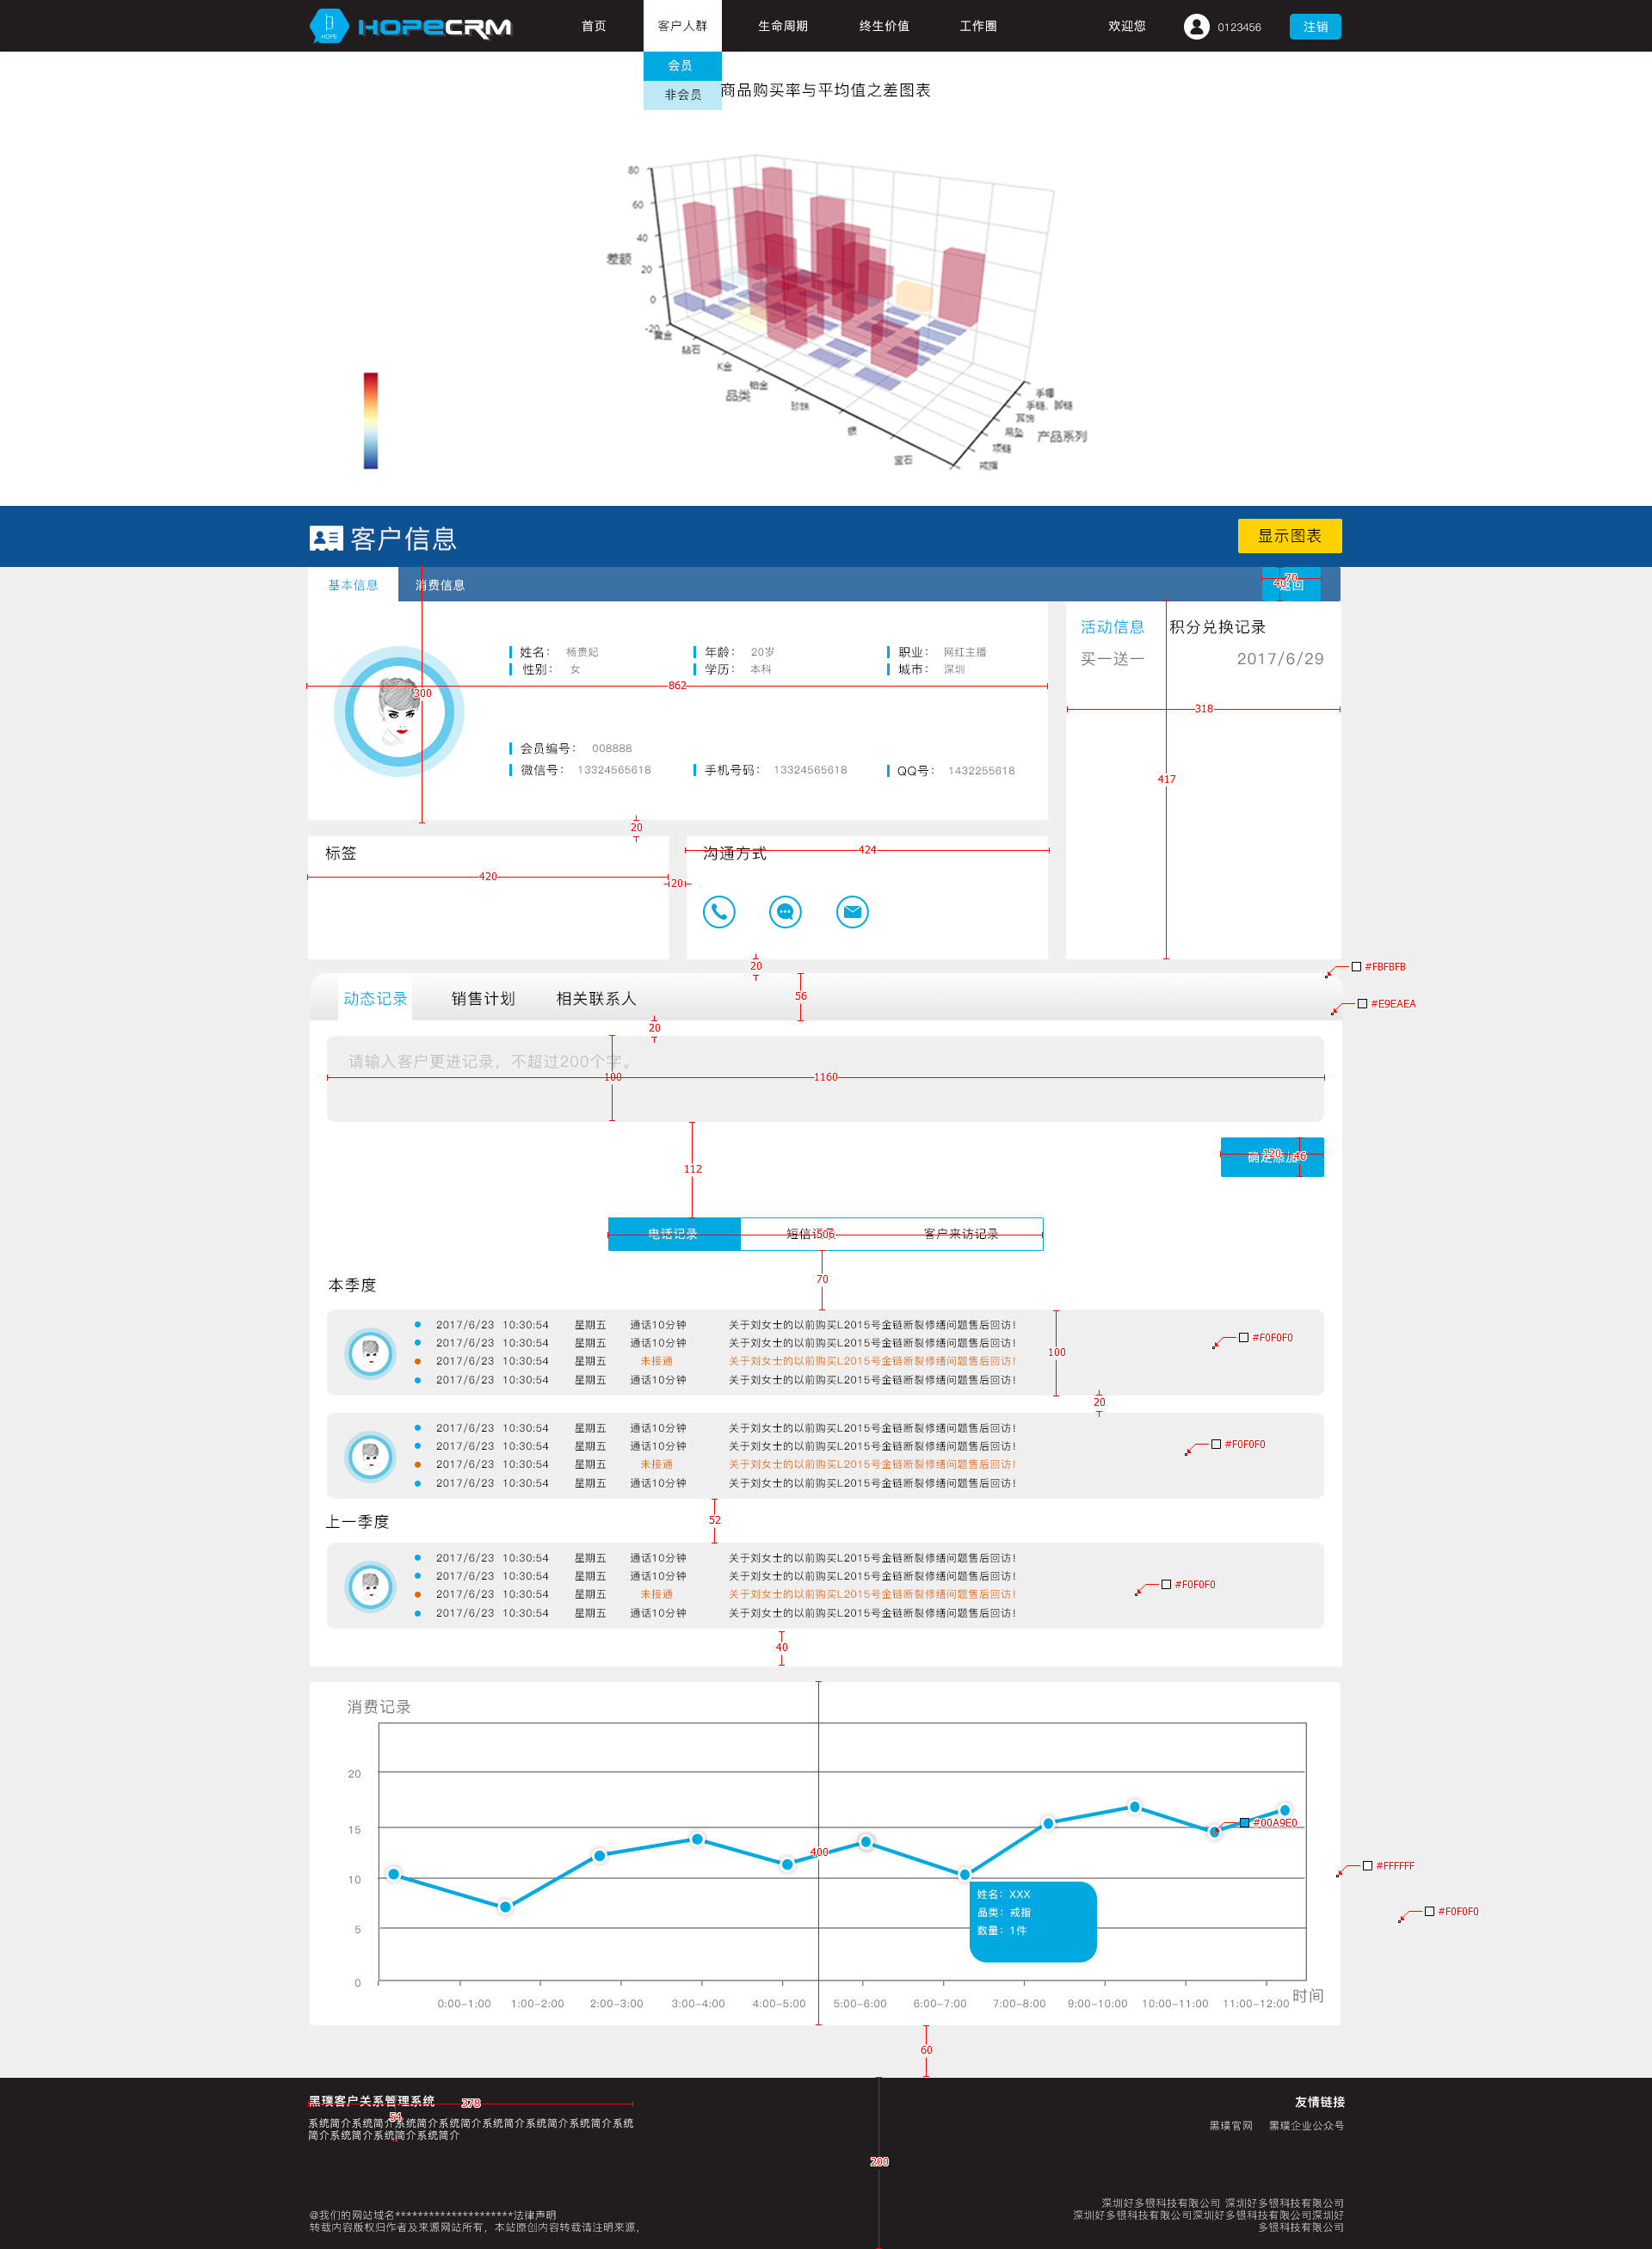 HOPE
HOPECRM
首页
客户人群
生命周期
终生价值
工作圈
欢迎您
0123456
注销
会员
非会员
商品购买率与平均值之差图表
80
60
40
20
0
-20
差额
黄金
钻石
K金
铂金
珍珠
银
宝石
品类
手镯
手链、脚链
耳饰
吊坠
项链
戒指
产品系列
客户信息
显示图表
基本信息
消费信息
返回
70
40
活动信息
积分兑换记录
买一送一
2017/6/29
姓名：
杨贵妃
年龄：
20岁
职业：
网红主播
性别：
女
学历：
本科
城市：
深圳
300
862
318
会员编号：
008888
微信号：
13324565618
手机号码：
13324565618
QQ号：
1432255618
417
20
标签
沟通方式
424
420
20
20
#FBFBFB
动态记录
销售计划
相关联系人
56
#E9EAEA
20
请输入客户更进记录，不超过200个字。
100
1160
112
确定添加
120
46
电话记录
短信记录
506
客户来访记录
70
本季度
2017/6/23 10:30:54 星期五 通话10分钟 关于刘女士的以前购买L2015号金链断裂修缮问题售后回访！
2017/6/23 10:30:54 星期五 通话10分钟 关于刘女士的以前购买L2015号金链断裂修缮问题售后回访！
2017/6/23 10:30:54 星期五 未接通 关于刘女士的以前购买L2015号金链断裂修缮问题售后回访！
2017/6/23 10:30:54 星期五 通话10分钟 关于刘女士的以前购买L2015号金链断裂修缮问题售后回访！
#F0F0F0
100
20
2017/6/23 10:30:54 星期五 通话10分钟 关于刘女士的以前购买L2015号金链断裂修缮问题售后回访！
2017/6/23 10:30:54 星期五 通话10分钟 关于刘女士的以前购买L2015号金链断裂修缮问题售后回访！
2017/6/23 10:30:54 星期五 未接通 关于刘女士的以前购买L2015号金链断裂修缮问题售后回访！
2017/6/23 10:30:54 星期五 通话10分钟 关于刘女士的以前购买L2015号金链断裂修缮问题售后回访！
#F0F0F0
52
上一季度
2017/6/23 10:30:54 星期五 通话10分钟 关于刘女士的以前购买L2015号金链断裂修缮问题售后回访！
2017/6/23 10:30:54 星期五 通话10分钟 关于刘女士的以前购买L2015号金链断裂修缮问题售后回访！
2017/6/23 10:30:54 星期五 未接通 关于刘女士的以前购买L2015号金链断裂修缮问题售后回访！
2017/6/23 10:30:54 星期五 通话10分钟 关于刘女士的以前购买L2015号金链断裂修缮问题售后回访！
#F0F0F0
40
消费记录
20
15
10
5
0
400
#00A9E0
#FFFFFF
#F0F0F0
姓名：XXX
品类：戒指
数量：1件
0:00-1:00
1:00-2:00
2:00-3:00
3:00-4:00
4:00-5:00
5:00-6:00
6:00-7:00
7:00-8:00
9:00-10:00
10:00-11:00
11:00-12:00
时间
60
黑璞客户关系管理系统
378
54
系统简介系统简介系统简介系统简介系统简介系统简介系统简介系统
简介系统简介系统简介系统简介
友情链接
黑璞官网
黑璞企业公众号
200
@我们的网站域名*********************法律声明
转载内容版权归作者及来源网站所有，本站原创内容转载请注明来源，
深圳好多银科技有限公司 深圳好多银科技有限公司
深圳好多银科技有限公司深圳好多银科技有限公司深圳好
多银科技有限公司